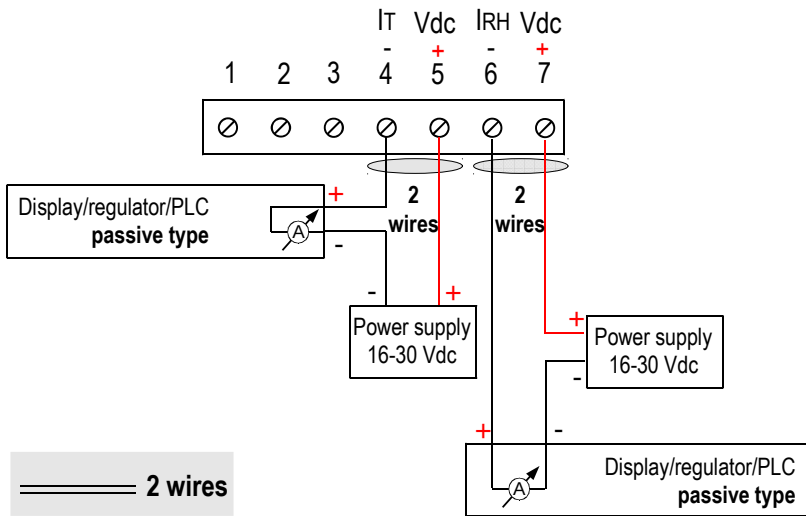 IT Vdc IRH Vdc
- + - +
1 2 3 4 5 6 7
+
Display/regulator/PLC
passive type
A
-
2
wires
2
wires
- +
Power supply
16-30 Vdc
+
Power supply
16-30 Vdc
-
+ -
Display/regulator/PLC
passive type
A
2 wires